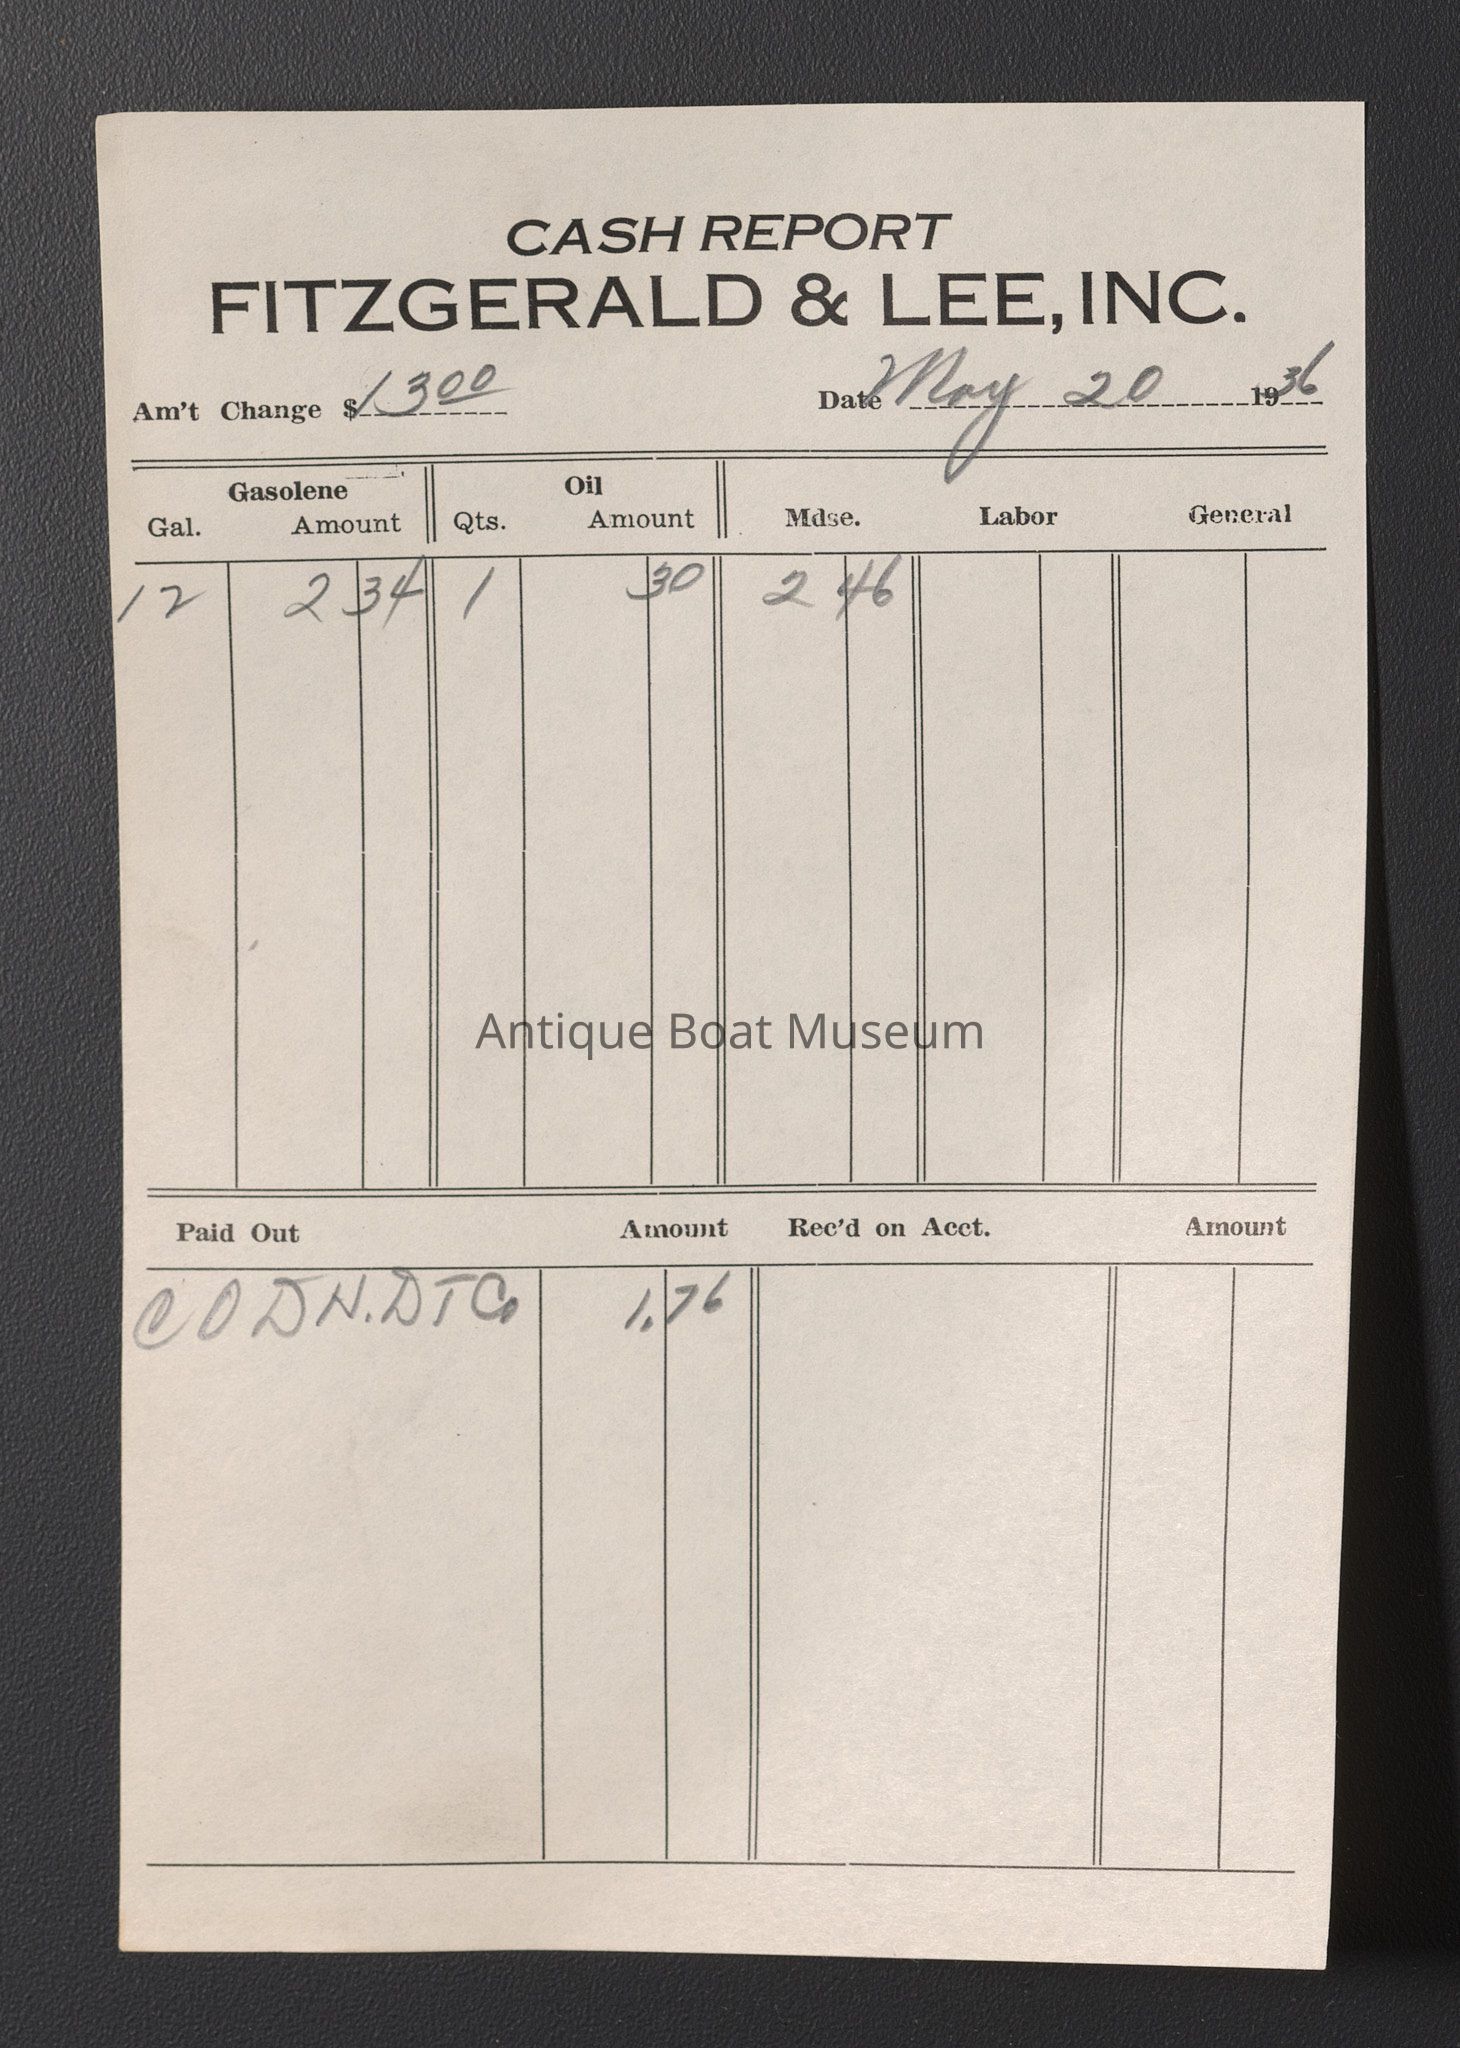 CASH REPORT
FITZGERALD & LEE, INC.
Am't Change $ 13 00 Date May 20 1936
Gasolene Oil
Gal. Amount Qts. Amount Mdse. Labor General
12 2 34 1 30 2 46
Antique Boat Museum
Paid Out Amount Rec'd on Acct. Amount
C O D N. D T Co 1.76